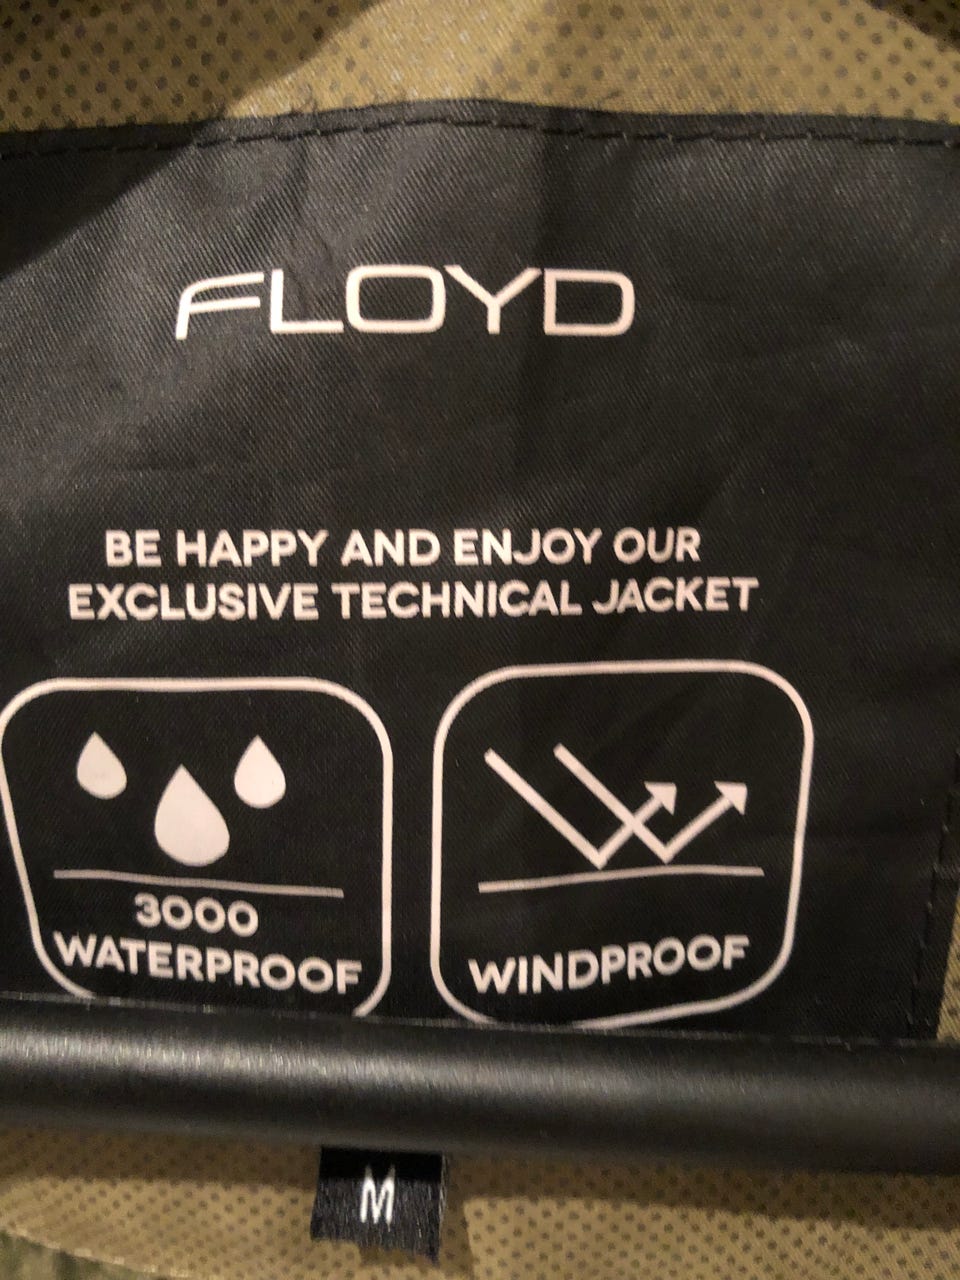 FLOYD
BE HAPPY AND ENJOY OUR
EXCLUSIVE TECHNICAL JACKET
3000
WATERPROOF
WINDPROOF
M